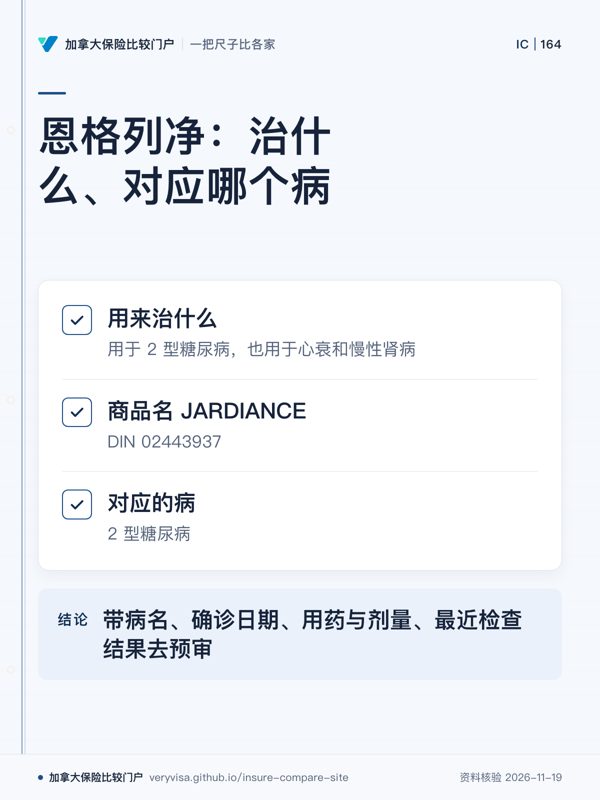 加拿大保险比较门户 一把尺子比各家
IC | 164
恩格列净：治什
么、对应哪个病
用来治什么
用于 2 型糖尿病，也用于心衰和慢性肾病
商品名 JARDIANCE
DIN 02443937
对应的病
2 型糖尿病
结论 带病名、确诊日期、用药与剂量、最近检查
结果去预审
加拿大保险比较门户 veryvisa.github.io/insure-compare-site
资料核验 2026-11-19